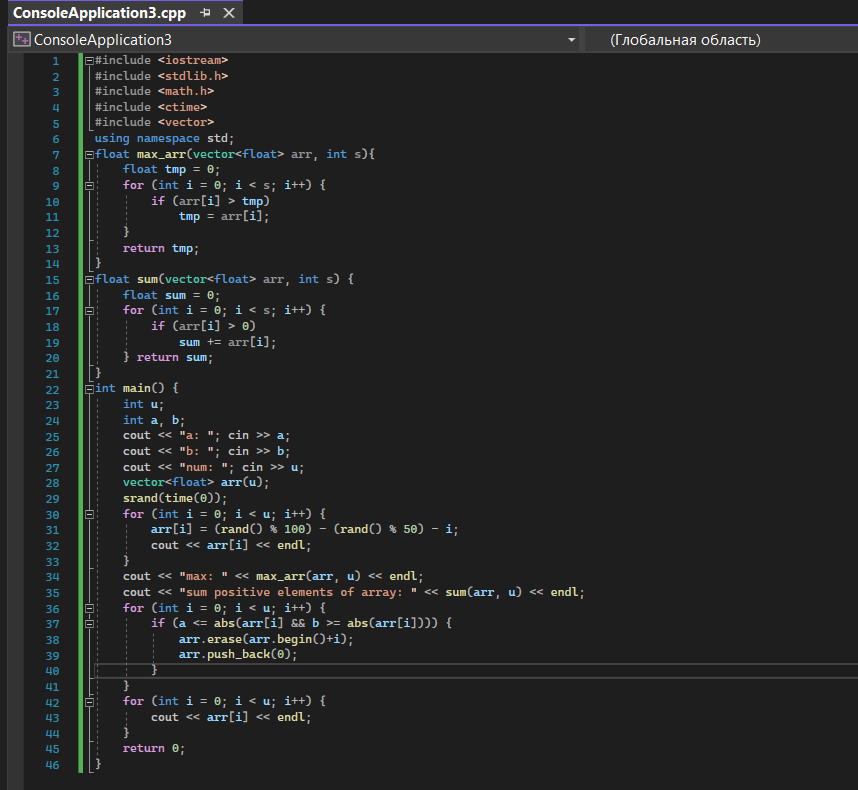 ConsoleApplication3.cpp
ConsoleApplication3 (Глобальная область)
1 #include <iostream>
2 #include <stdlib.h>
3 #include <math.h>
4 #include <ctime>
5 #include <vector>
6 using namespace std;
7 float max_arr(vector<float> arr, int s){
8 float tmp = 0;
9 for (int i = 0; i < s; i++) {
10 if (arr[i] > tmp)
11 tmp = arr[i];
12 }
13 return tmp;
14 }
15 float sum(vector<float> arr, int s) {
16 float sum = 0;
17 for (int i = 0; i < s; i++) {
18 if (arr[i] > 0)
19 sum += arr[i];
20 } return sum;
21 }
22 int main() {
23 int u;
24 int a, b;
25 cout << "a: "; cin >> a;
26 cout << "b: "; cin >> b;
27 cout << "num: "; cin >> u;
28 vector<float> arr(u);
29 srand(time(0));
30 for (int i = 0; i < u; i++) {
31 arr[i] = (rand() % 100) - (rand() % 50) - i;
32 cout << arr[i] << endl;
33 }
34 cout << "max: " << max_arr(arr, u) << endl;
35 cout << "sum positive elements of array: " << sum(arr, u) << endl;
36 for (int i = 0; i < u; i++) {
37 if (a <= abs(arr[i] && b >= abs(arr[i]))) {
38 arr.erase(arr.begin()+i);
39 arr.push_back(0);
40 }
41 }
42 for (int i = 0; i < u; i++) {
43 cout << arr[i] << endl;
44 }
45 return 0;
46 }